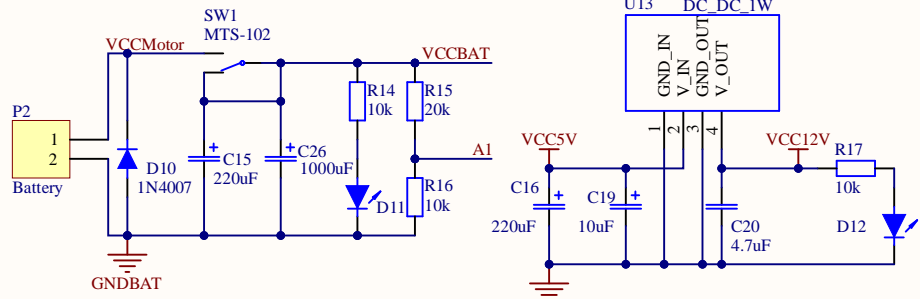 SW1
MTS-102
VCCMotor
VCCBAT
P2
1
2
Battery
D10
1N4007
C15
220uF
C26
1000uF
R14
10k
R15
20k
A1
D11
R16
10k
GNDBAT
U13
DC_DC_1W
GND_IN
V_IN
GND_OUT
V_OUT
1
2
3
4
VCC5V
VCC12V
R17
10k
C16
220uF
C19
10uF
C20
4.7uF
D12